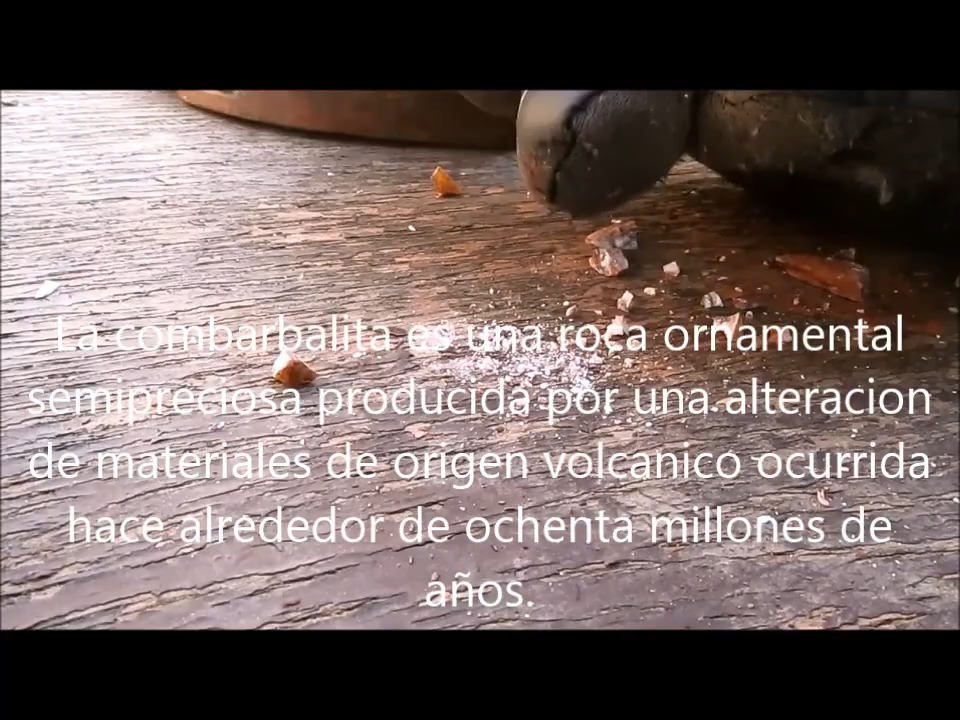 La combarbalita es una roca ornamental
semipreciosa producida por una alteracion
de materiales de origen volcanico ocurrida
hace alrededor de ochenta millones de
años.